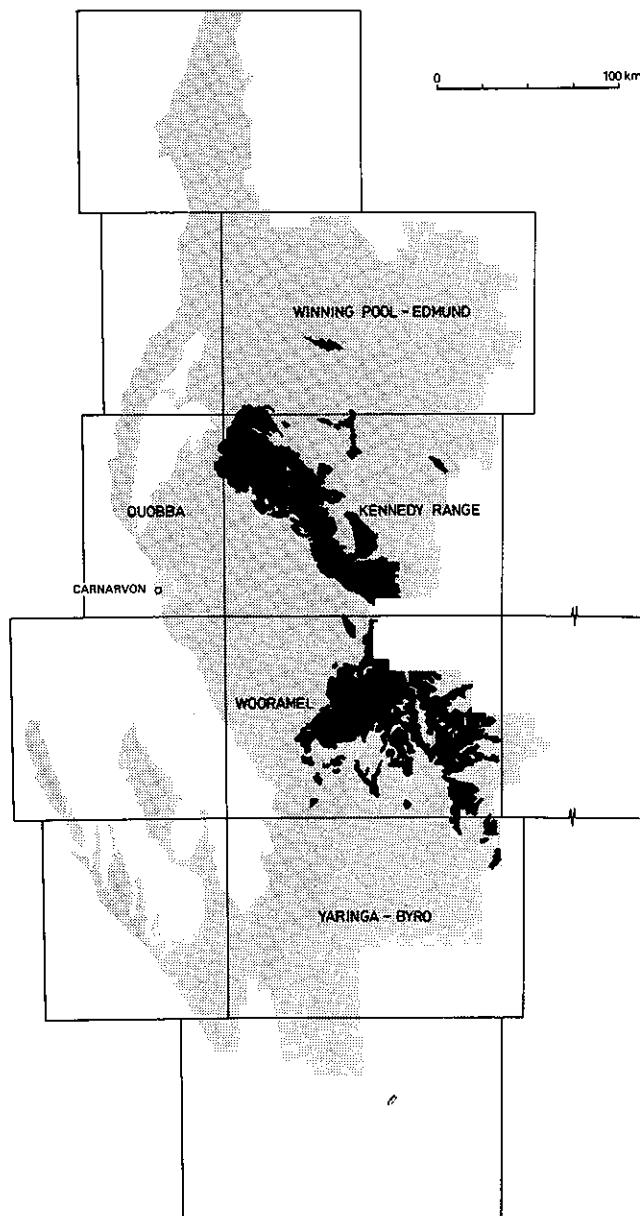 0 100 km
WINNING POOL - EDMUND
QUOBBA
KENNEDY RANGE
CARNARVON
WOORAMEL
YARINGA - BYRO